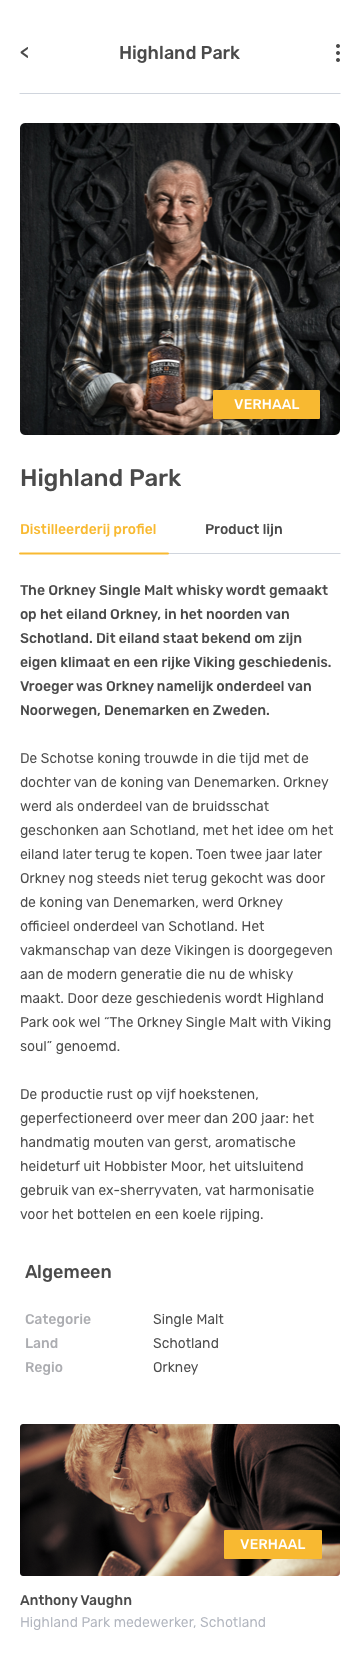 <
Highland Park
VERHAAL
Highland Park
Distilleerderij profiel
Product lijn
The Orkney Single Malt whisky wordt gemaakt
op het eiland Orkney, in het noorden van
Schotland. Dit eiland staat bekend om zijn
eigen klimaat en een rijke Viking geschiedenis.
Vroeger was Orkney namelijk onderdeel van
Noorwegen, Denemarken en Zweden.
De Schotse koning trouwde in die tijd met de
dochter van de koning van Denemarken. Orkney
werd als onderdeel van de bruidsschat
geschonken aan Schotland, met het idee om het
eiland later terug te kopen. Toen twee jaar later
Orkney nog steeds niet terug gekocht was door
de koning van Denemarken, werd Orkney
officieel onderdeel van Schotland. Het
vakmanschap van deze Vikingen is doorgegeven
aan de modern generatie die nu de whisky
maakt. Door deze geschiedenis wordt Highland
Park ook wel “The Orkney Single Malt with Viking
soul” genoemd.
De productie rust op vijf hoekstenen,
geperfectioneerd over meer dan 200 jaar: het
handmatig mouten van gerst, aromatische
heideturf uit Hobbister Moor, het uitsluitend
gebruik van ex-sherryvaten, vat harmonisatie
voor het bottelen en een koele rijping.
Algemeen
Categorie Single Malt
Land Schotland
Regio Orkney
VERHAAL
Anthony Vaughn
Highland Park medewerker, Schotland